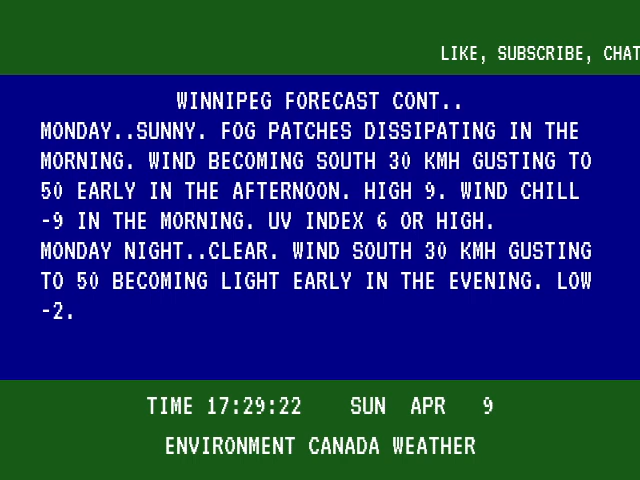 LIKE, SUBSCRIBE, CHAT
WINNIPEG FORECAST CONT..
MONDAY..SUNNY. FOG PATCHES DISSIPATING IN THE
MORNING. WIND BECOMING SOUTH 30 KMH GUSTING TO
50 EARLY IN THE AFTERNOON. HIGH 9. WIND CHILL
-9 IN THE MORNING. UV INDEX 6 OR HIGH.
MONDAY NIGHT..CLEAR. WIND SOUTH 30 KMH GUSTING
TO 50 BECOMING LIGHT EARLY IN THE EVENING. LOW
-2.
TIME 17:29:22 SUN APR 9
ENVIRONMENT CANADA WEATHER